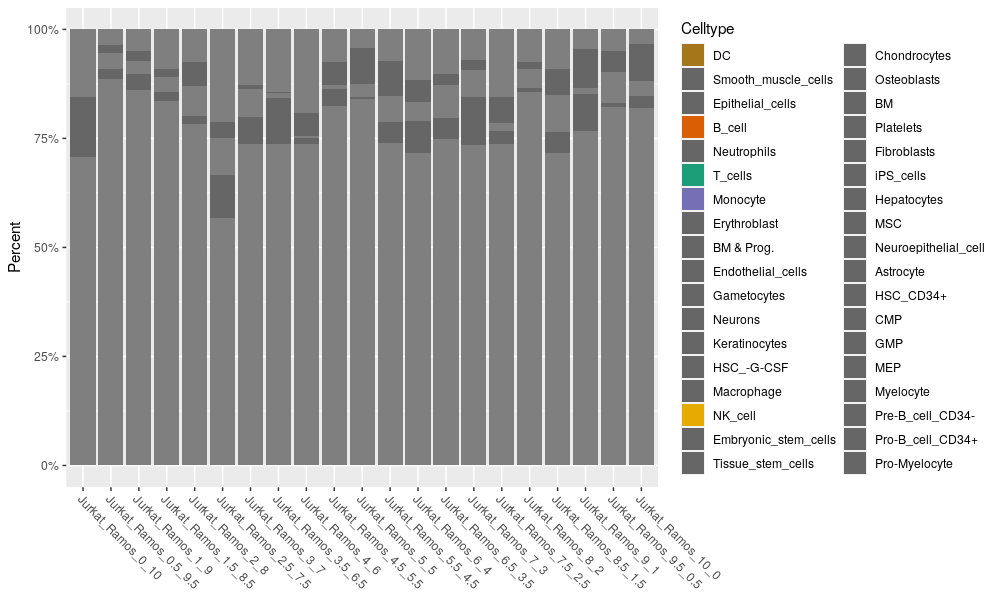 Percent
100%
75%
50%
25%
0%
Jurkat_Ramos_0_10
Jurkat_Ramos_0.5_9.5
Jurkat_Ramos_1_9
Jurkat_Ramos_1.5_8.5
Jurkat_Ramos_2_8
Jurkat_Ramos_2.5_7.5
Jurkat_Ramos_3_7
Jurkat_Ramos_3.5_6.5
Jurkat_Ramos_4_6
Jurkat_Ramos_4.5_5.5
Jurkat_Ramos_5_5
Jurkat_Ramos_5.5_4.5
Jurkat_Ramos_6_4
Jurkat_Ramos_6.5_3.5
Jurkat_Ramos_7_3
Jurkat_Ramos_7.5_2.5
Jurkat_Ramos_8_2
Jurkat_Ramos_8.5_1.5
Jurkat_Ramos_9_1
Jurkat_Ramos_9.5_0.5
Jurkat_Ramos_10_0
Celltype
DC
Smooth_muscle_cells
Epithelial_cells
B_cell
Neutrophils
T_cells
Monocyte
Erythroblast
BM & Prog.
Endothelial_cells
Gametocytes
Neurons
Keratinocytes
HSC_-G-CSF
Macrophage
NK_cell
Embryonic_stem_cells
Tissue_stem_cells
Chondrocytes
Osteoblasts
BM
Platelets
Fibroblasts
iPS_cells
Hepatocytes
MSC
Neuroepithelial_cell
Astrocyte
HSC_CD34+
CMP
GMP
MEP
Myelocyte
Pre-B_cell_CD34-
Pro-B_cell_CD34+
Pro-Myelocyte